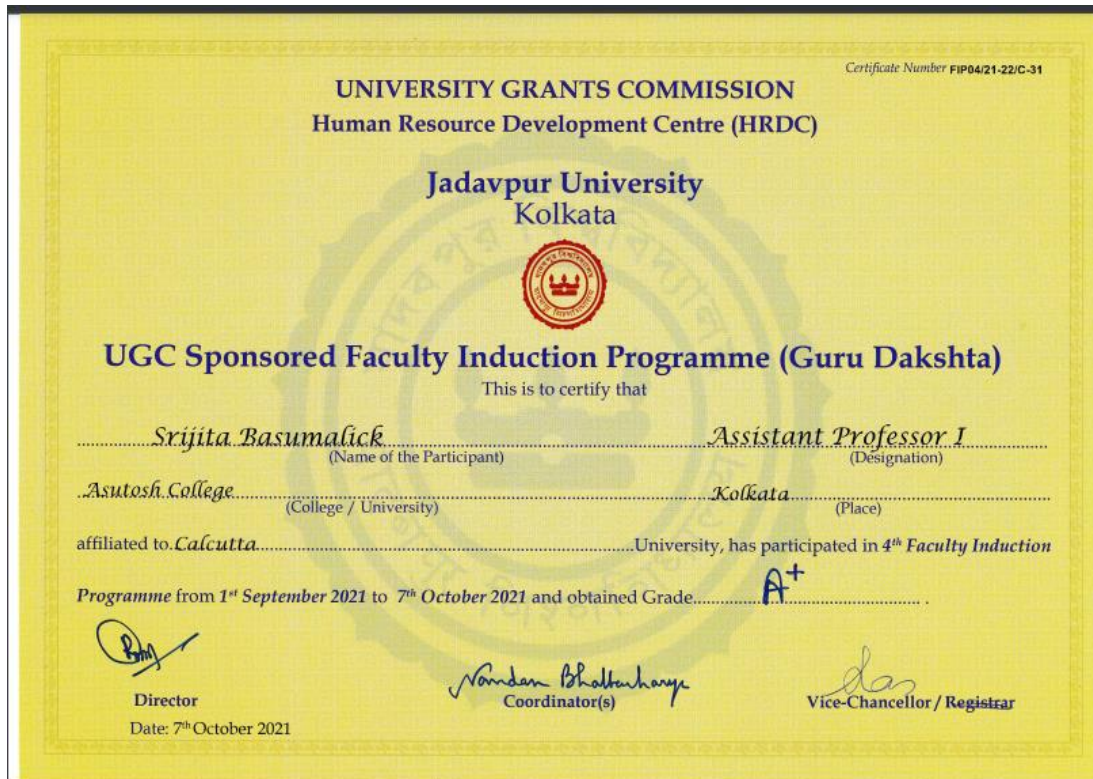 Certificate Number FIP04/21-22/C-31
UNIVERSITY GRANTS COMMISSION
Human Resource Development Centre (HRDC)
Jadavpur University
Kolkata
UGC Sponsored Faculty Induction Programme (Guru Dakshta)
This is to certify that
Srijita Basumalick Assistant Professor I
(Name of the Participant) (Designation)
Asutosh College Kolkata
(College / University) (Place)
affiliated to Calcutta University, has participated in 4th Faculty Induction
Programme from 1st September 2021 to 7th October 2021 and obtained Grade A+ .
Nandan Bhattacharya
Director Coordinator(s) Vice-Chancellor / Registrar
Date: 7th October 2021